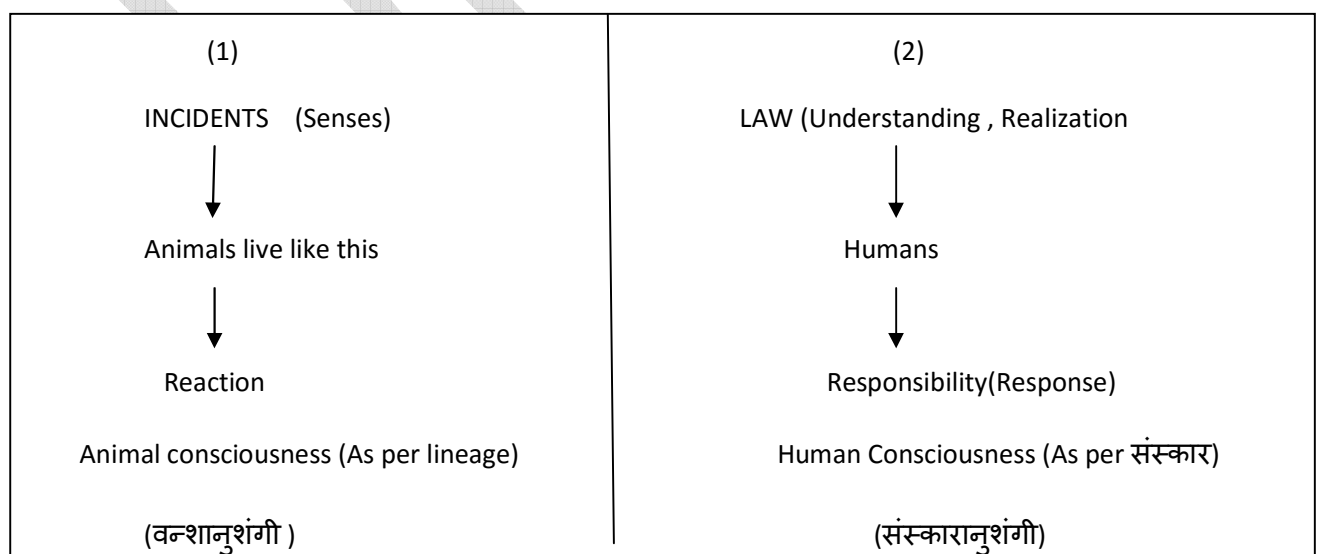 (1)
INCIDENTS (Senses)
Animals live like this
Reaction
Animal consciousness (As per lineage)
(वन्शानुशंगी )
(2)
LAW (Understanding , Realization
Humans
Responsibility(Response)
Human Consciousness (As per संस्कार)
(संस्कारानुशंगी)